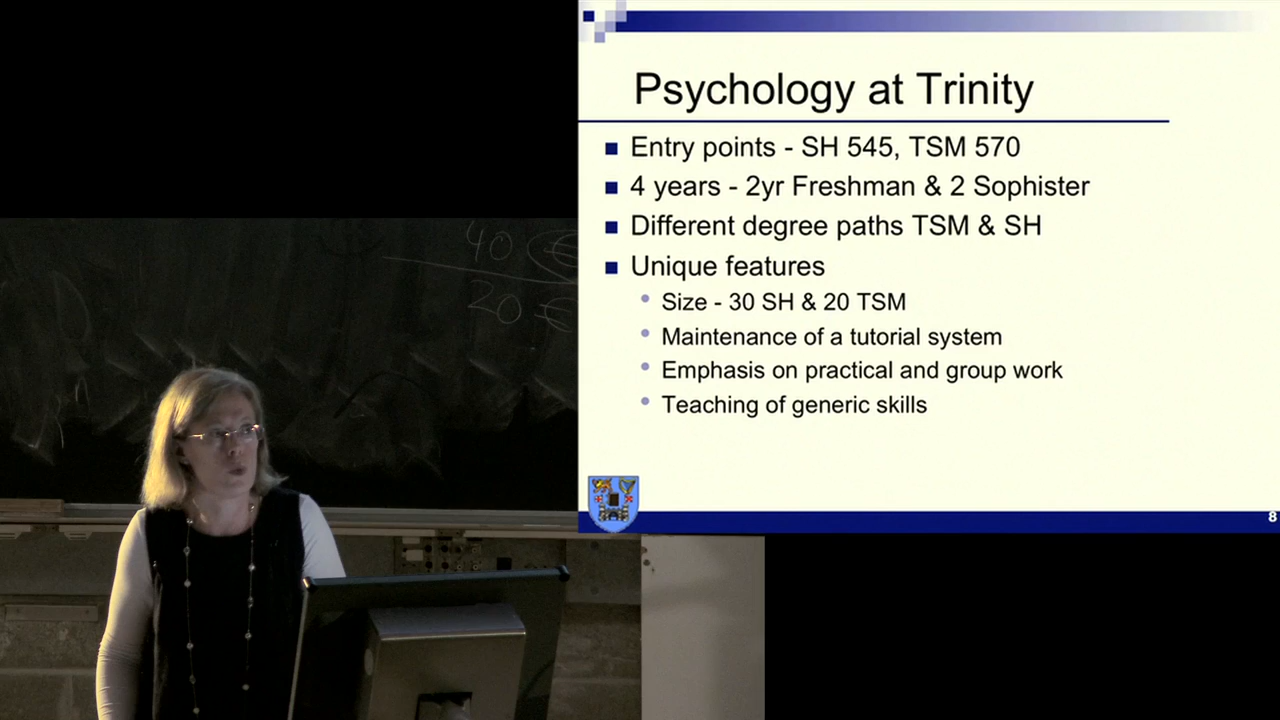 Psychology at Trinity
Entry points - SH 545, TSM 570
4 years - 2yr Freshman & 2 Sophister
Different degree paths TSM & SH
Unique features
Size - 30 SH & 20 TSM
Maintenance of a tutorial system
Emphasis on practical and group work
Teaching of generic skills
8
40 €
20 €